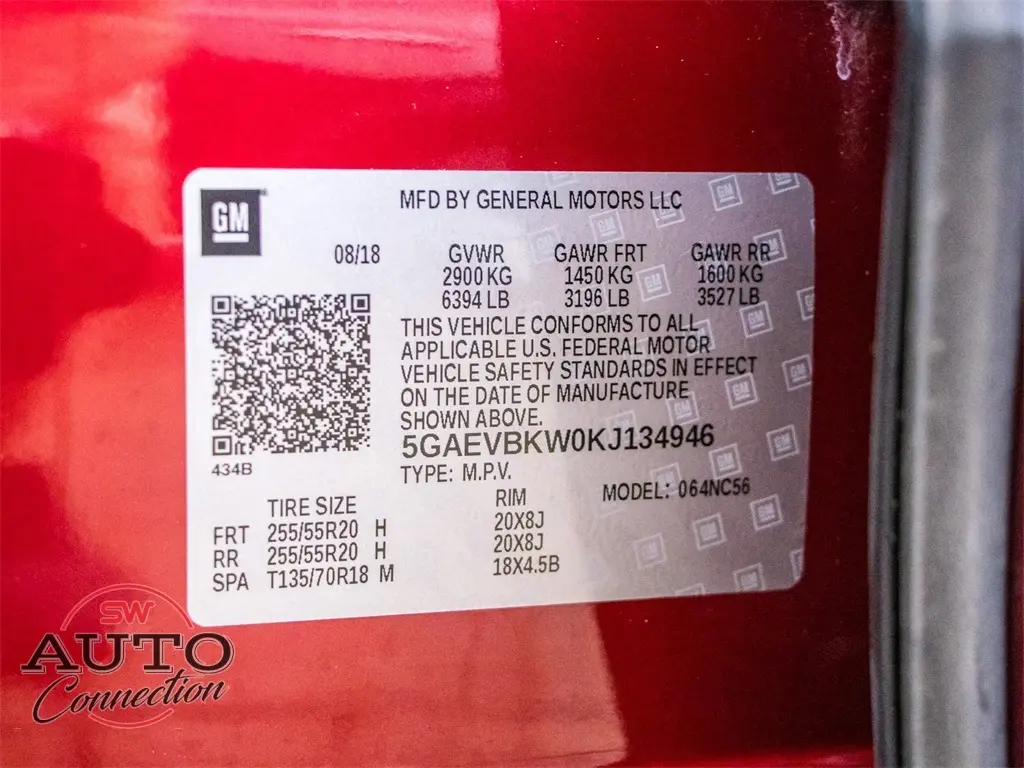 GM
MFD BY GENERAL MOTORS LLC
08/18 GVWR GAWR FRT GAWR RR
2900 KG 1450 KG 1600 KG
6394 LB 3196 LB 3527 LB
THIS VEHICLE CONFORMS TO ALL
APPLICABLE U.S. FEDERAL MOTOR
VEHICLE SAFETY STANDARDS IN EFFECT
ON THE DATE OF MANUFACTURE
SHOWN ABOVE.
5GAEVBKW0KJ134946
434B
TYPE: M.P.V. MODEL: 064NC56
TIRE SIZE RIM
FRT 255/55R20 H 20X8J
RR 255/55R20 H 20X8J
SPA T135/70R18 M 18X4.5B
SW
AUTO
Connection